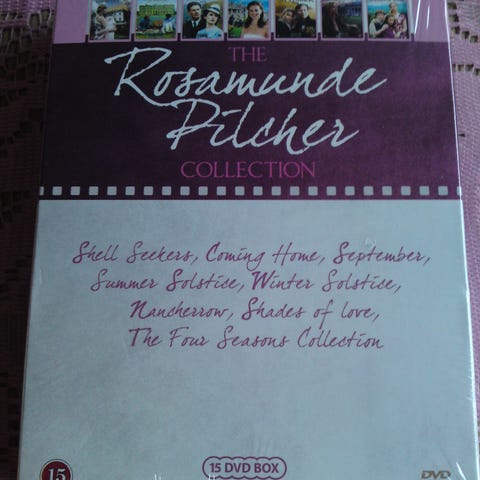 THE
Rosamunde
Pilcher
COLLECTION
Shell Seekers, Coming Home, September,
Summer Solstice, Winter Solstice,
Nancherrow, Shades of love,
The Four Seasons Collection
15
15 DVD BOX
DVD